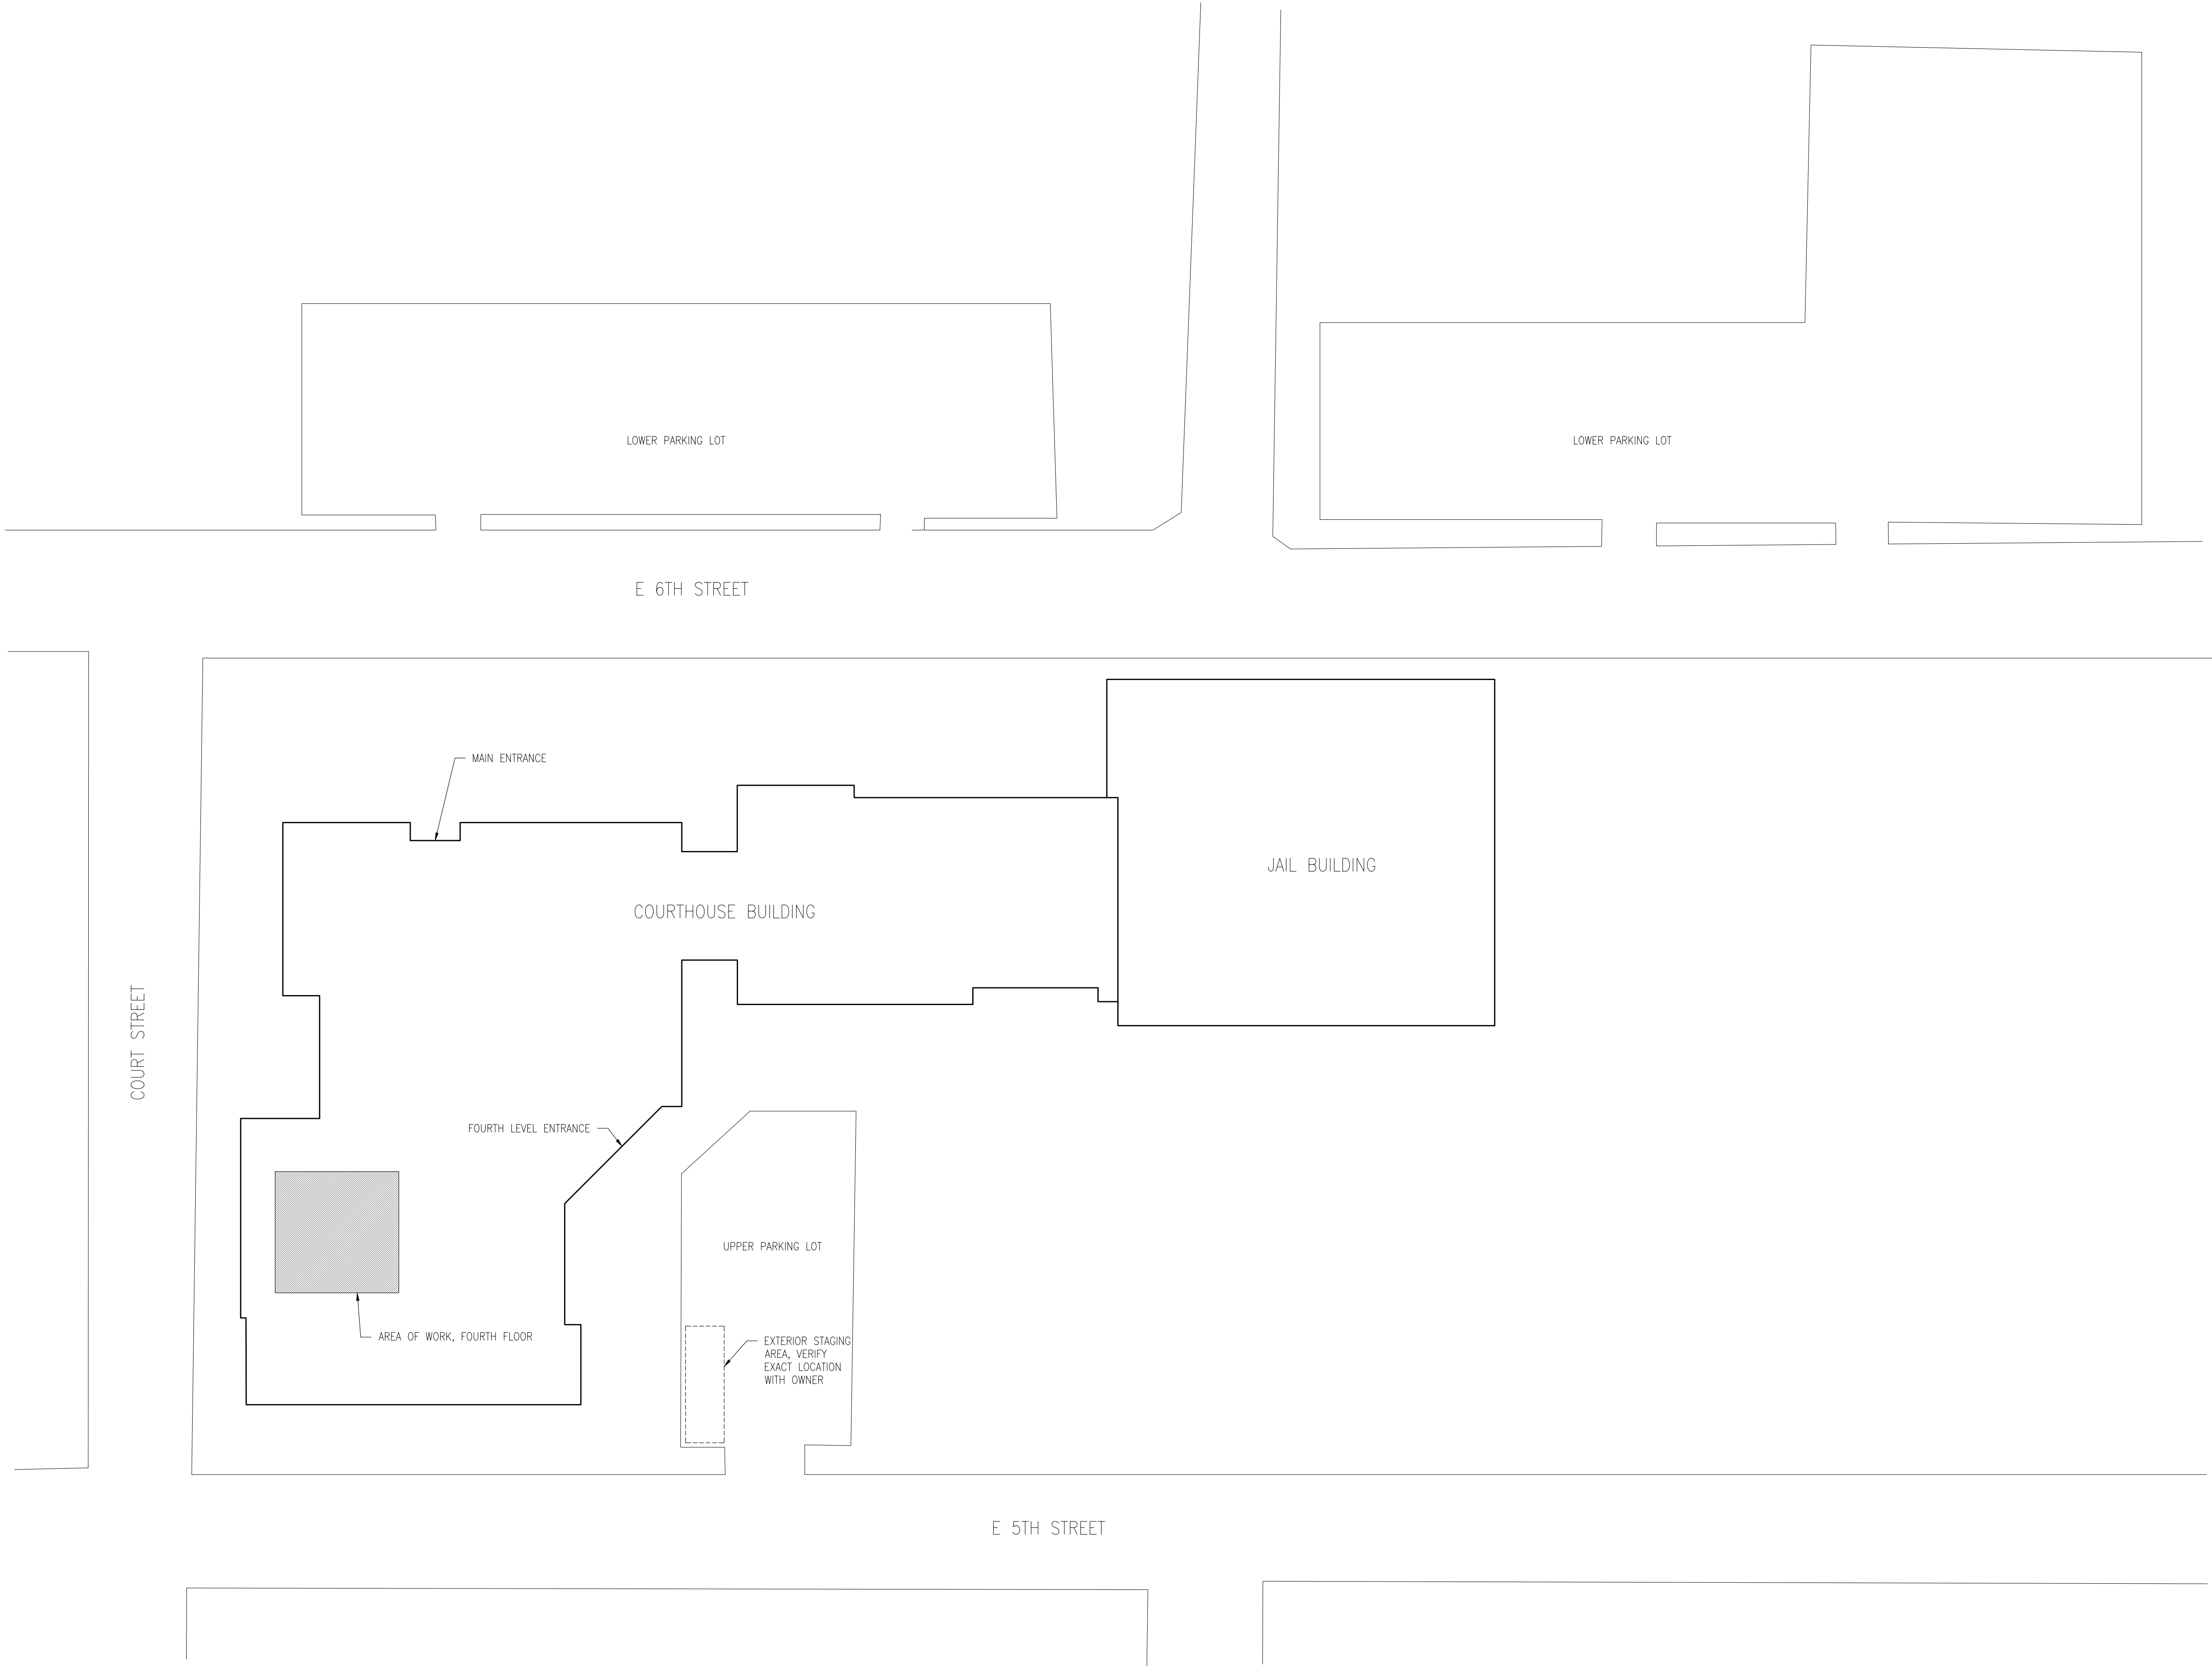 LOWER PARKING LOT
LOWER PARKING LOT
E 6TH STREET
MAIN ENTRANCE
JAIL BUILDING
COURTHOUSE BUILDING
COURT STREET
FOURTH LEVEL ENTRANCE
UPPER PARKING LOT
AREA OF WORK, FOURTH FLOOR
EXTERIOR STAGING
AREA, VERIFY
EXACT LOCATION
WITH OWNER
E 5TH STREET